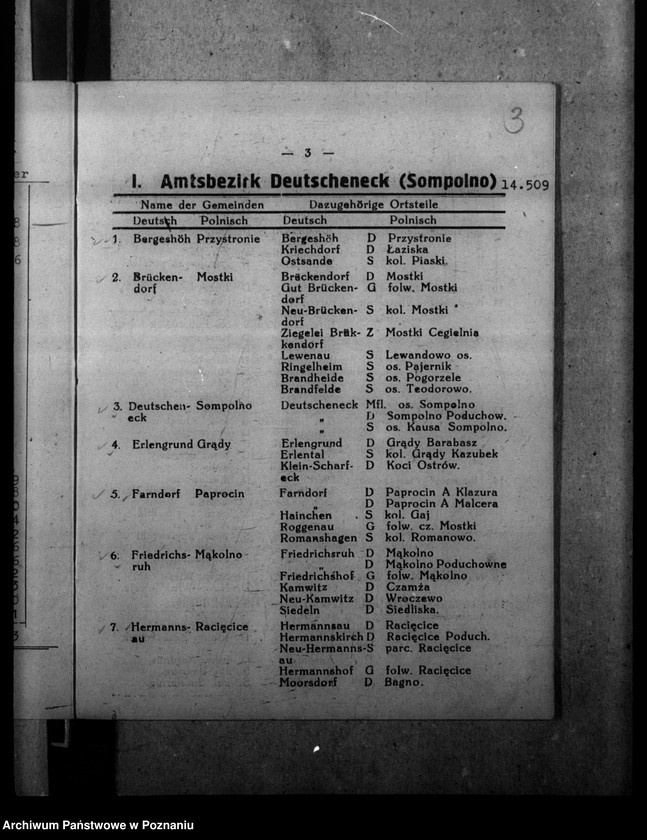 3
— 3 —
I. Amtsbezirk Deutscheneck (Sompolno) 14.509
Name der Gemeinden Dazugehörige Ortsteile
Deutsch Polnisch Deutsch Polnisch
1. Bergeshöh Przystronie Bergeshöh D Przystronie
Kriechdorf D Łaziska
Ostsande S kol. Piaski.
2. Brücken- Mostki Brückendorf D Mostki
dorf Gut Brücken- G folw. Mostki
dorf
Neu-Brücken- S kol. Mostki
dorf
Ziegelei Brük- Z Mostki Cegielnia
kendorf
Lewenau S Lewandowo os.
Ringelheim S os. Pajernik
Brandheide S os. Pogorzele
Brandfelde S os. Teodorowo.
3. Deutschen- Sompolno Deutscheneck Mfl. os. Sompolno
eck „ D Sompolno Poduchow.
„ S os. Kausa Sompolno.
4. Erlengrund Grądy Erlengrund D Grądy Barabasz
Erlental S kol. Grądy Kazubek
Klein-Scharf- D Koci Ostrów.
eck
5. Farndorf Paprocin Farndorf D Paprocin A Klazura
„ D Paprocin A Malcera
Hainchen S kol. Gaj
Roggenau G folw. cz. Mostki
Romanshagen S kol. Romanowo.
6. Friedrichs- Mąkolno Friedrichsruh D Mąkolno
ruh „ D Mąkolno Poduchowne
Friedrichshof G folw. Mąkolno
Kamwitz D Czamża
Neu-Kamwitz D Wroczewo
Siedeln D Siedliska.
7. Hermanns- Racięcice Hermannsau D Racięcice
au Hermannskirch D Racięcice Poduch.
Neu-Hermanns- S parc. Racięcice
au
Hermannshof G folw. Racięcice
Moorsdorf D Bagno.
Archiwum Państwowe w Poznaniu